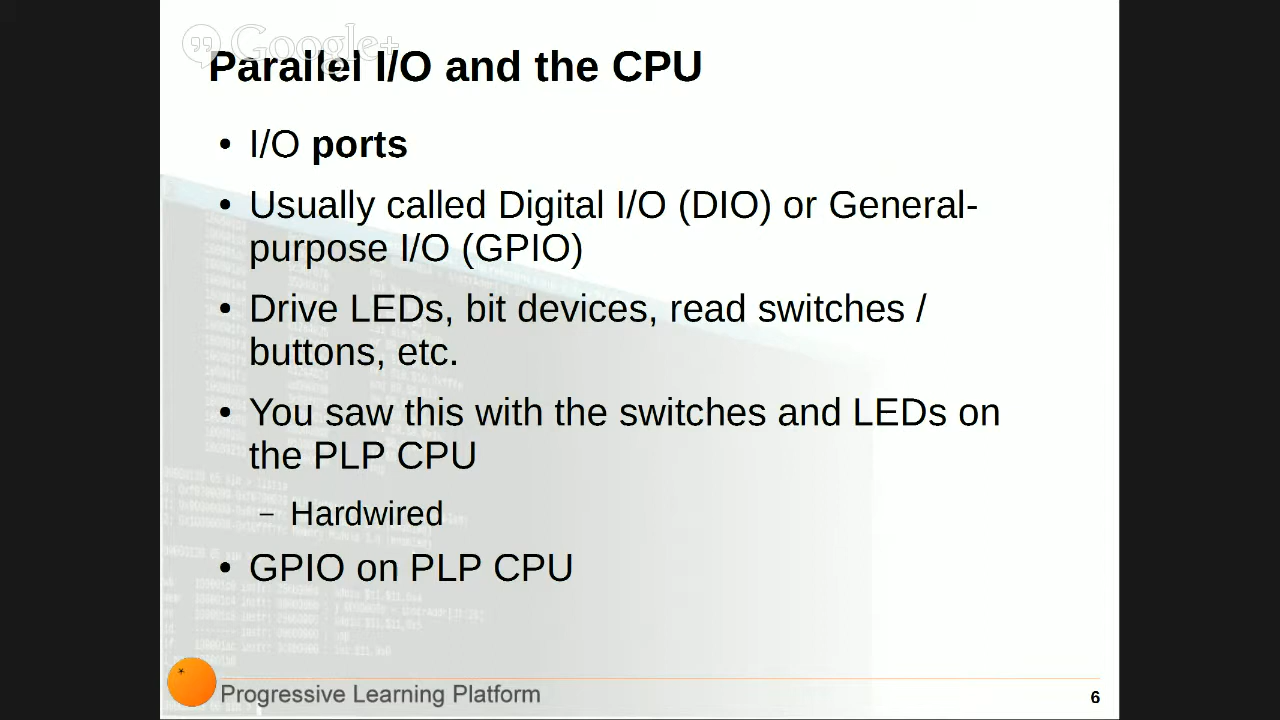 Google+
Parallel I/O and the CPU
• I/O ports
• Usually called Digital I/O (DIO) or General-
purpose I/O (GPIO)
• Drive LEDs, bit devices, read switches /
buttons, etc.
• You saw this with the switches and LEDs on
the PLP CPU
– Hardwired
• GPIO on PLP CPU
Progressive Learning Platform
6